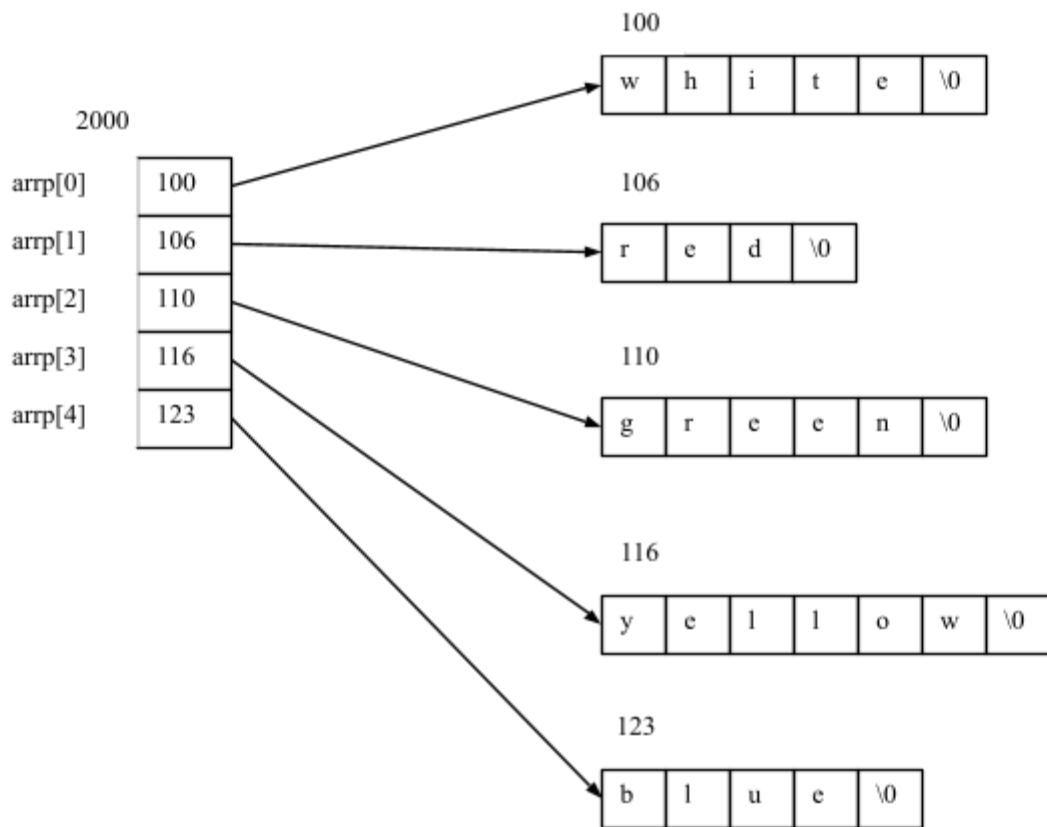 100
w h i t e \0
2000
arrp[0] 100
106
arrp[1] 106
r e d \0
arrp[2] 110
arrp[3] 116
110
arrp[4] 123
g r e e n \0
116
y e l l o w \0
123
b l u e \0